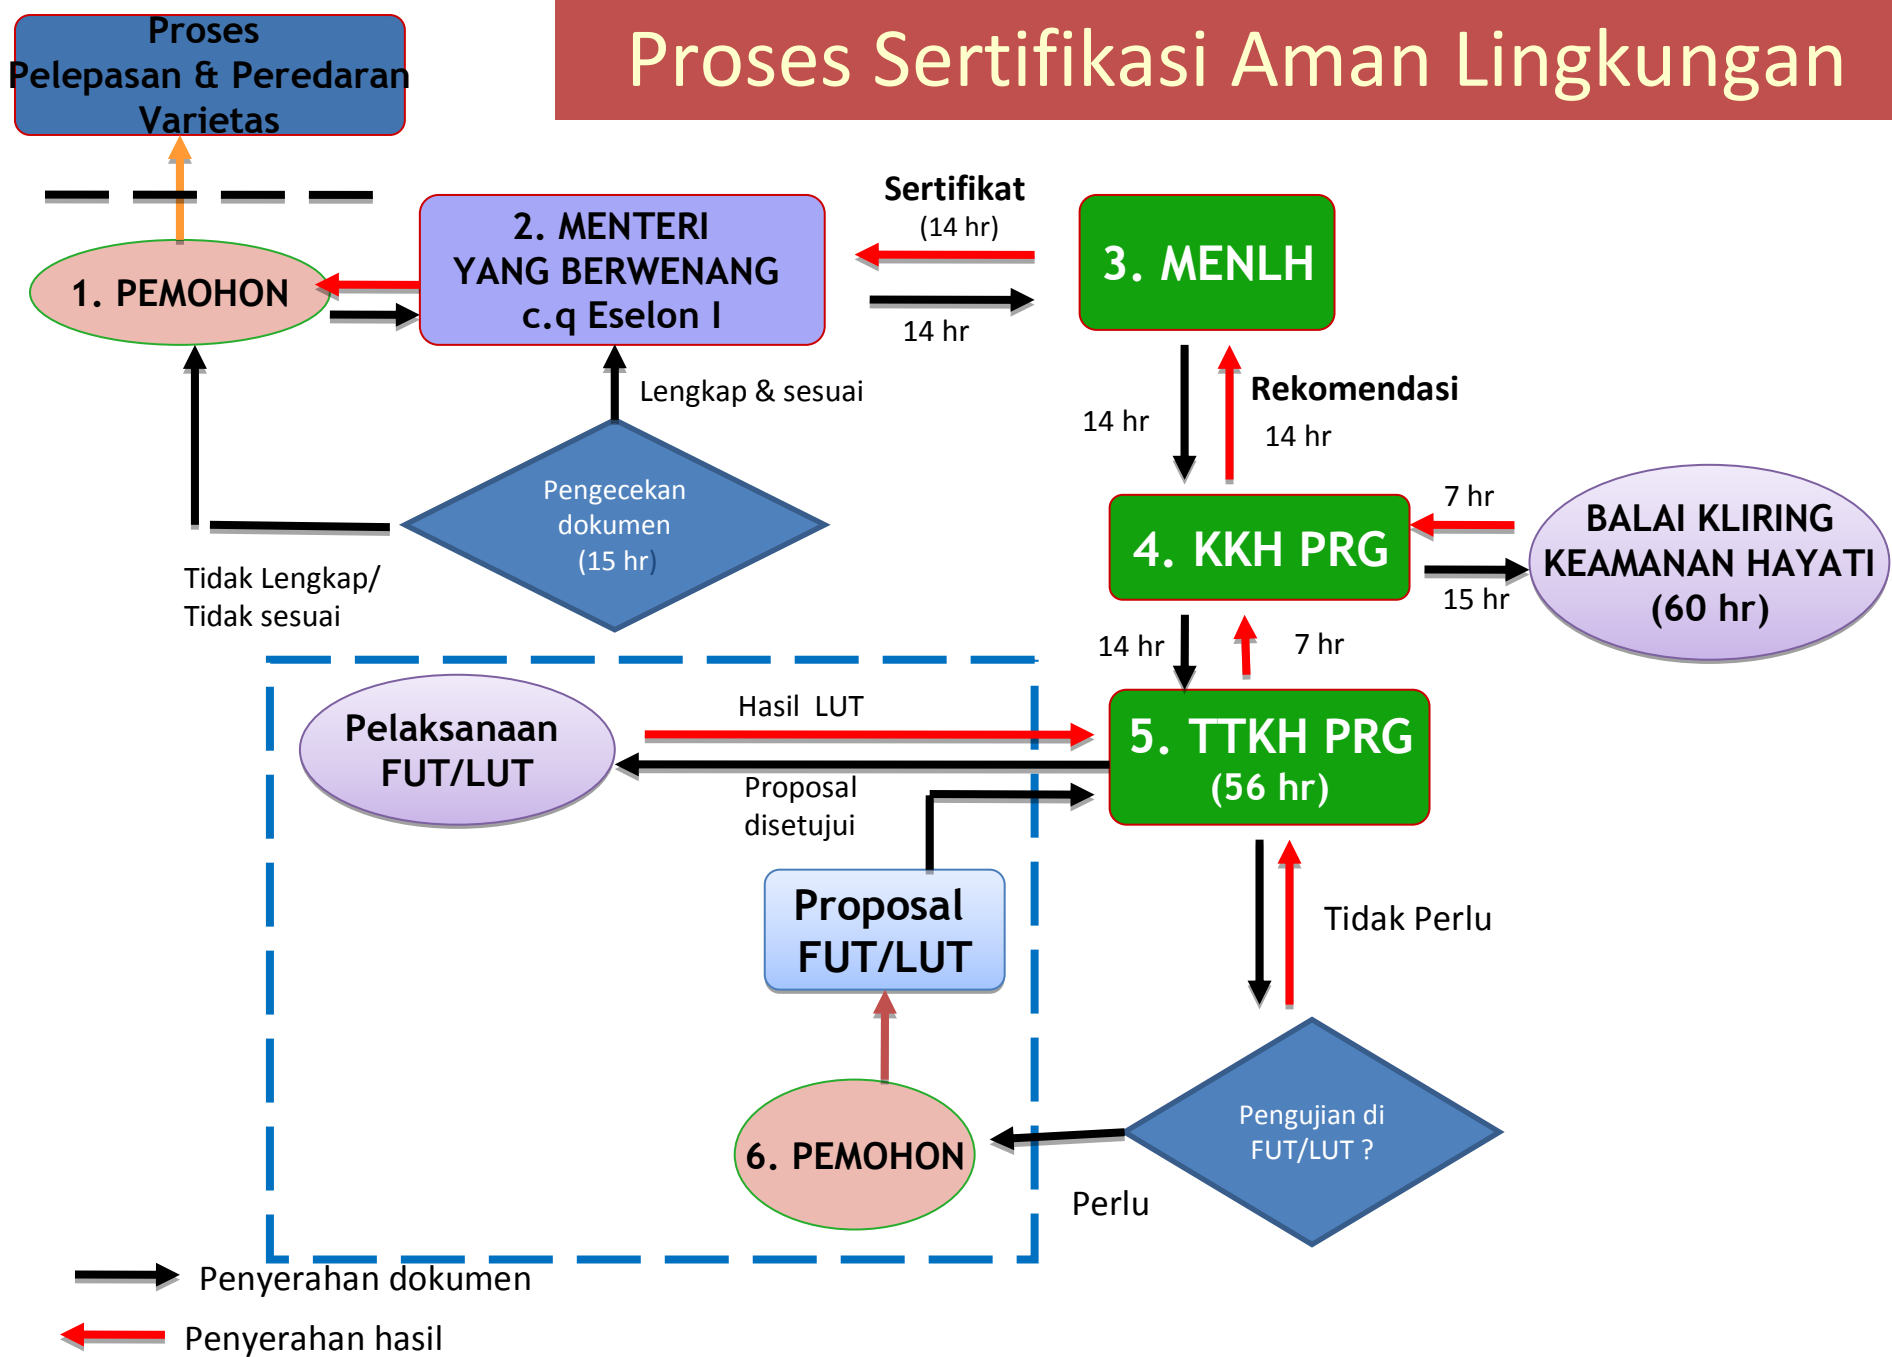 Proses
Pelepasan & Peredaran
Varietas
Proses Sertifikasi Aman Lingkungan
1. PEMOHON
2. MENTERI
YANG BERWENANG
c.q Eselon I
Sertifikat
(14 hr)
14 hr
3. MENLH
Lengkap & sesuai
14 hr
Rekomendasi
14 hr
Pengecekan
dokumen
(15 hr)
Tidak Lengkap/
Tidak sesuai
4. KKH PRG
7 hr
15 hr
BALAI KLIRING
KEAMANAN HAYATI
(60 hr)
14 hr
7 hr
Pelaksanaan
FUT/LUT
Hasil LUT
Proposal
disetujui
5. TTKH PRG
(56 hr)
Proposal
FUT/LUT
Tidak Perlu
6. PEMOHON
Pengujian di
FUT/LUT ?
Perlu
Penyerahan dokumen
Penyerahan hasil